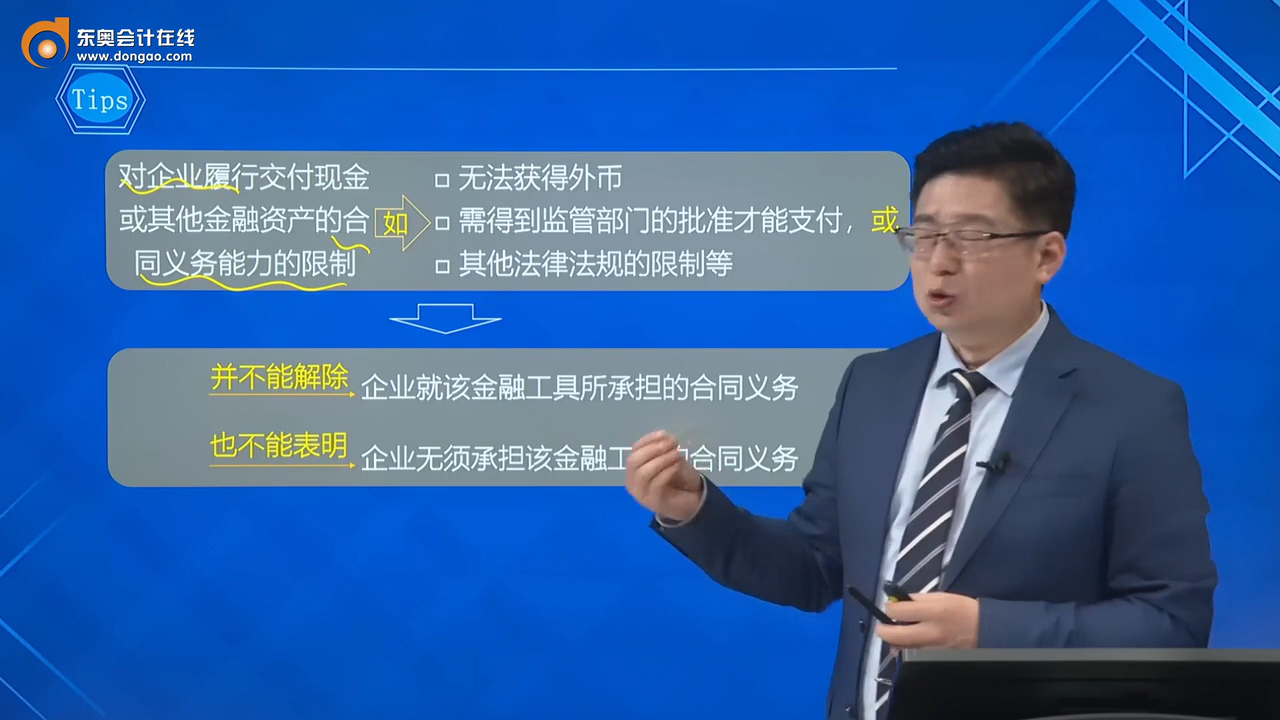 东奥会计在线
www.dongao.com
Tips
对企业履行交付现金
或其他金融资产的合
同义务能力的限制
如
无法获得外币
需得到监管部门的批准才能支付，或
其他法律法规的限制等
并不能解除
企业就该金融工具所承担的合同义务
也不能表明
企业无须承担该金融工 的合同义务